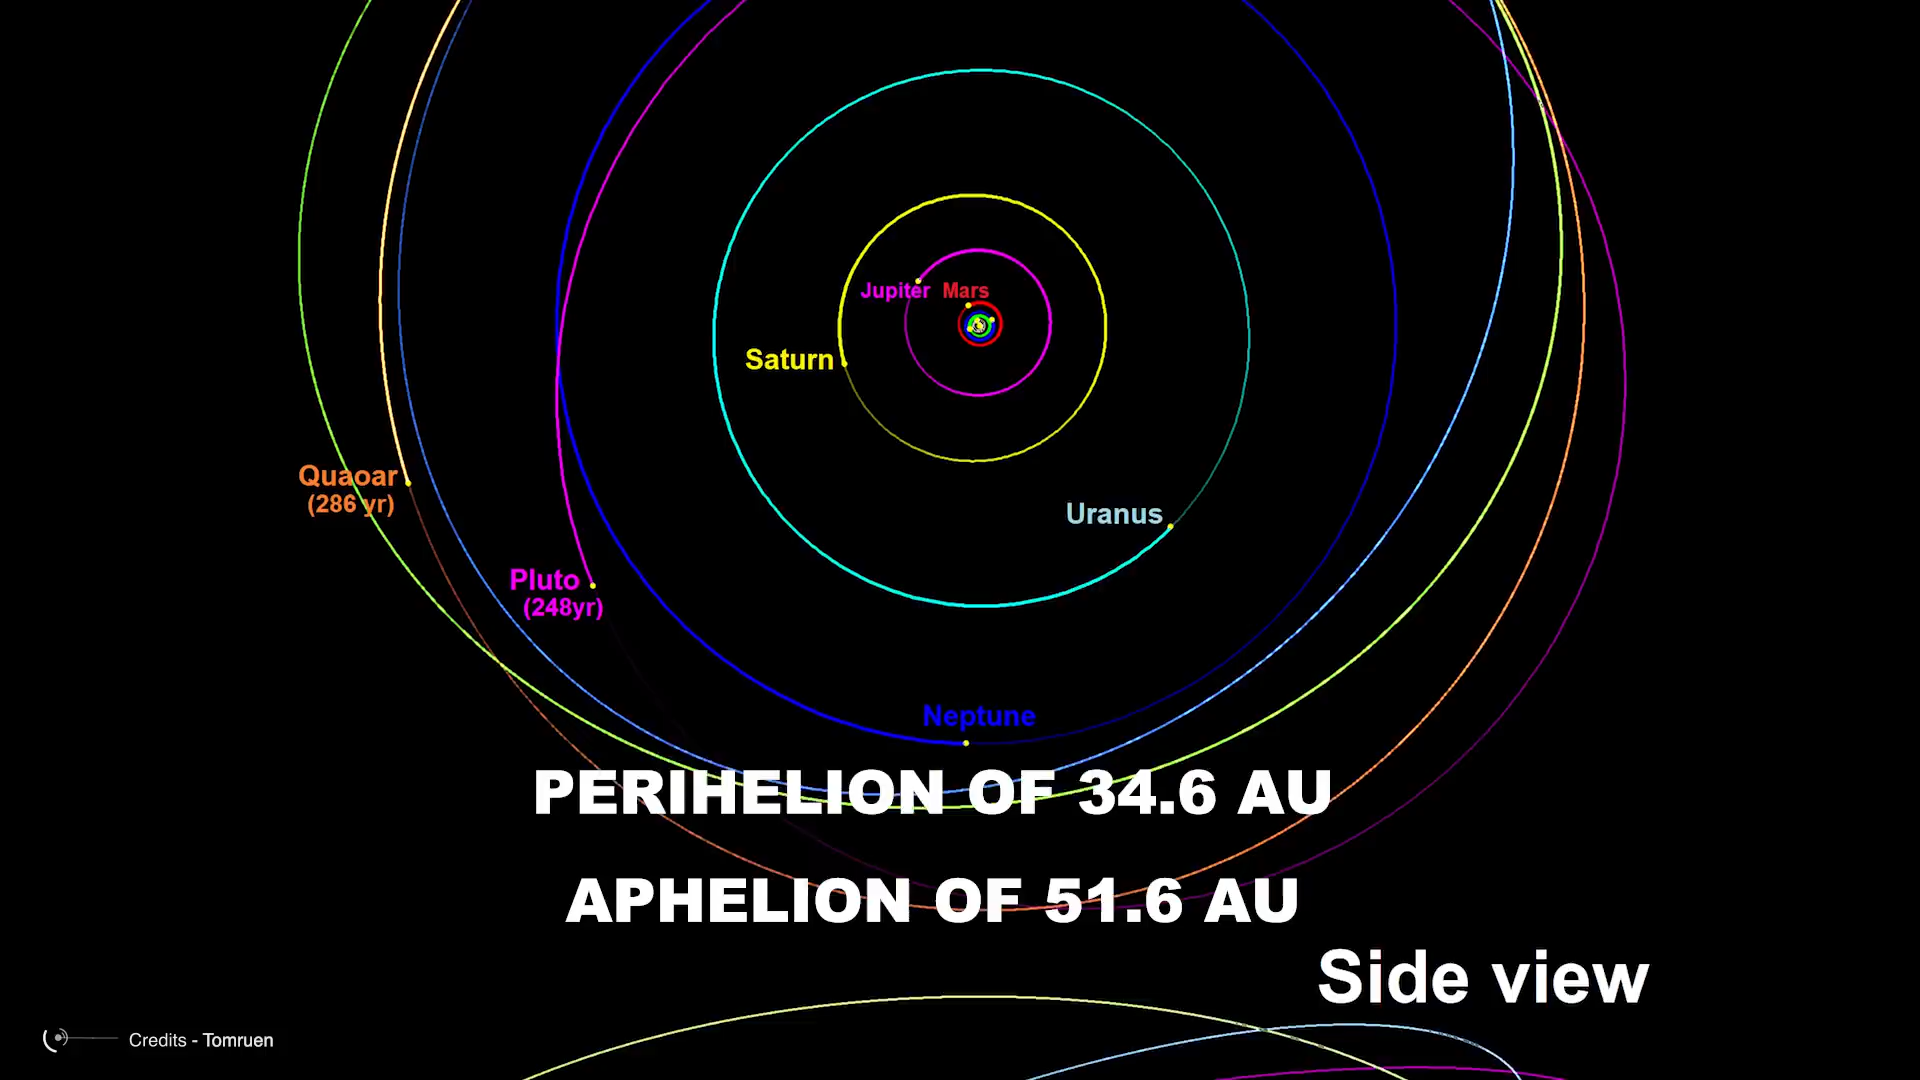 Jupiter Mars
Saturn
Quaoar
(286 yr)
Uranus
Pluto
(248yr)
Neptune
PERIHELION OF 34.6 AU
APHELION OF 51.6 AU
Side view
Credits - Tomruen